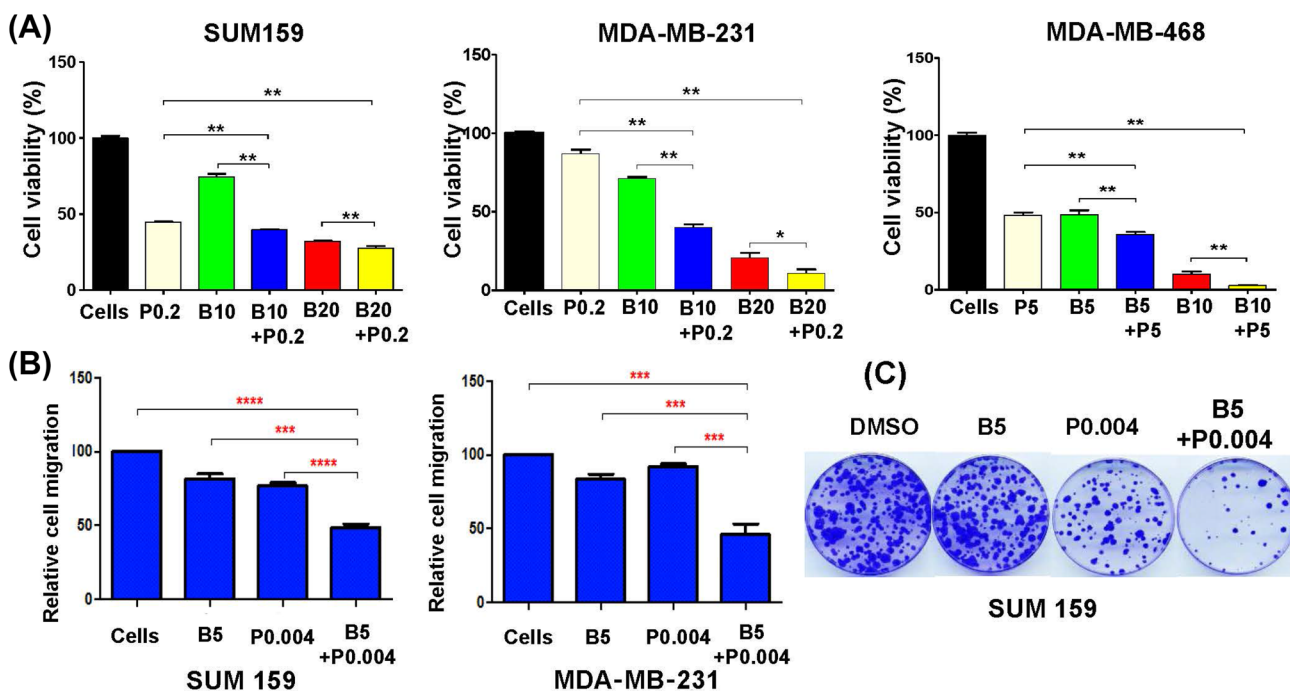 (A)
SUM159
Cell viability (%)
150
100
50
0
**
**
**
**
Cells P0.2 B10 B10 +P0.2 B20 B20 +P0.2
MDA-MB-231
Cell viability (%)
150
100
50
0
**
**
**
*
Cells P0.2 B10 B10 +P0.2 B20 B20 +P0.2
MDA-MB-468
Cell viability (%)
150
100
50
0
**
**
**
**
Cells P5 B5 B5 +P5 B10 B10 +P5
(B)
Relative cell migration
150
100
50
0
****
***
****
Cells B5 P0.004 B5 +P0.004
SUM 159
Relative cell migration
150
100
50
0
***
***
***
Cells B5 P0.004 B5 +P0.004
MDA-MB-231
(C)
DMSO B5 P0.004 B5 +P0.004
SUM 159